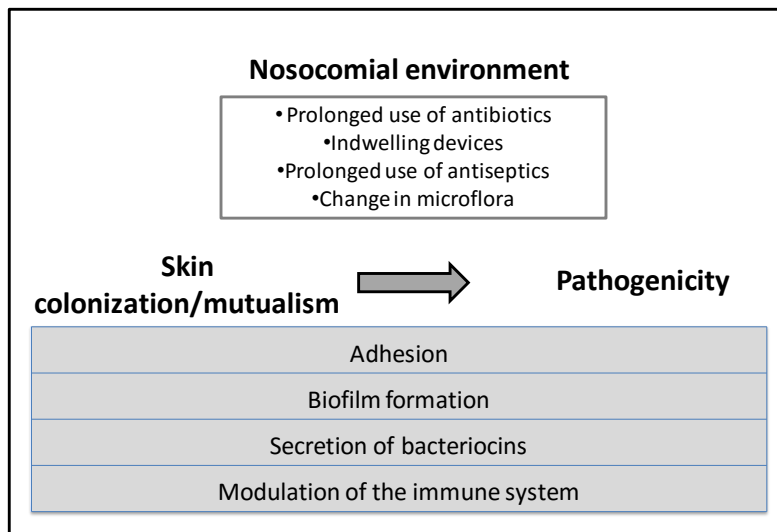 Nosocomial environment
•Prolonged use of antibiotics
•Indwelling devices
•Prolonged use of antiseptics
•Change in microflora
Skin
colonization/mutualism
Pathogenicity
Adhesion
Biofilm formation
Secretion of bacteriocins
Modulation of the immune system